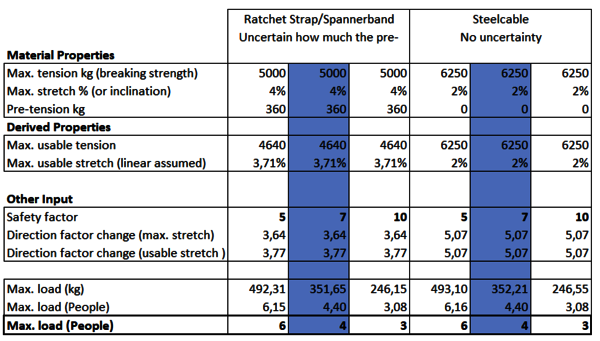 Ratchet Strap/Spannerband Steelcable
Uncertain how much the pre- No uncertainty
Material Properties
Max. tension kg (breaking strength) 5000 5000 5000 6250 6250 6250
Max. stretch % (or inclination) 4% 4% 4% 2% 2% 2%
Pre-tension kg 360 360 360 0 0 0
Derived Properties
Max. usable tension 4640 4640 4640 6250 6250 6250
Max. usable stretch (linear assumed) 3,71% 3,71% 3,71% 2% 2% 2%
Other Input
Safety factor 5 7 10 5 7 10
Direction factor change (max. stretch) 3,64 3,64 3,64 5,07 5,07 5,07
Direction factor change (usable stretch ) 3,77 3,77 3,77 5,07 5,07 5,07
Max. load (kg) 492,31 351,65 246,15 493,10 352,21 246,55
Max. load (People) 6,15 4,40 3,08 6,16 4,40 3,08
Max. load (People) 6 4 3 6 4 3